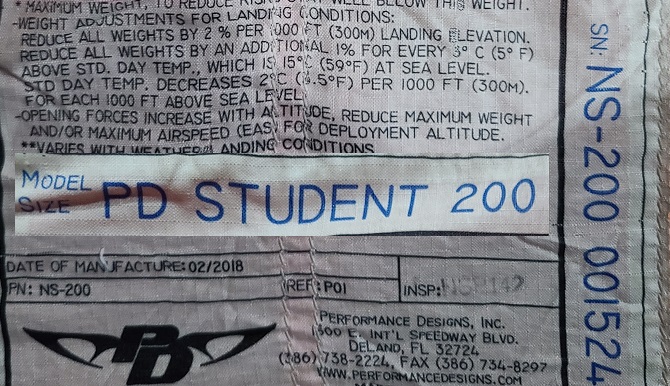 * MAXIMUM WEIGHT, TO REDUCE RISK WELL BELOW THIS WEIGHT.
-WEIGHT ADJUSTMENTS FOR LANDING CONDITIONS:
REDUCE ALL WEIGHTS BY 2 % PER 1000 FT (300M) LANDING ELEVATION.
REDUCE ALL WEIGHTS BY AN ADDITIONAL 1% FOR EVERY 3° C (5° F)
ABOVE STD. DAY TEMP., WHICH IS 15°C (59°F) AT SEA LEVEL.
STD DAY TEMP. DECREASES 2°C (3.5°F) PER 1000 FT (300M).
FOR EACH 1000 FT ABOVE SEA LEVEL.
-OPENING FORCES INCREASE WITH ALTITUDE, REDUCE MAXIMUM WEIGHT
AND/OR MAXIMUM AIRSPEED (EAS) FOR DEPLOYMENT ALTITUDE.
**VARIES WITH WEATHER LANDING CONDITIONS
MODEL
SIZE PD STUDENT 200
DATE OF MANUFACTURE: 02/2018
PN: NS-200 REF: P01 INSP:
PD
PERFORMANCE DESIGNS, INC.
1300 E. INT'L SPEEDWAY BLVD.
DELAND, FL 32724
(386) 738-2224, FAX (386) 734-8297
WWW.PERFORMANCEDESIGNS.COM
SN: NS-200 001524